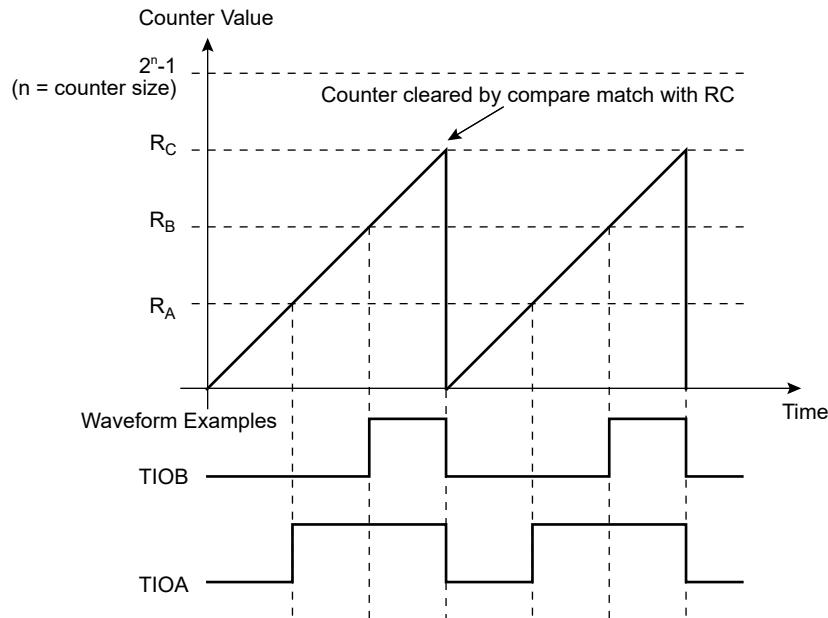 Counter Value
2ⁿ-1
(n = counter size)
Counter cleared by compare match with RC
R_C
R_B
R_A
Time
Waveform Examples
TIOB
TIOA